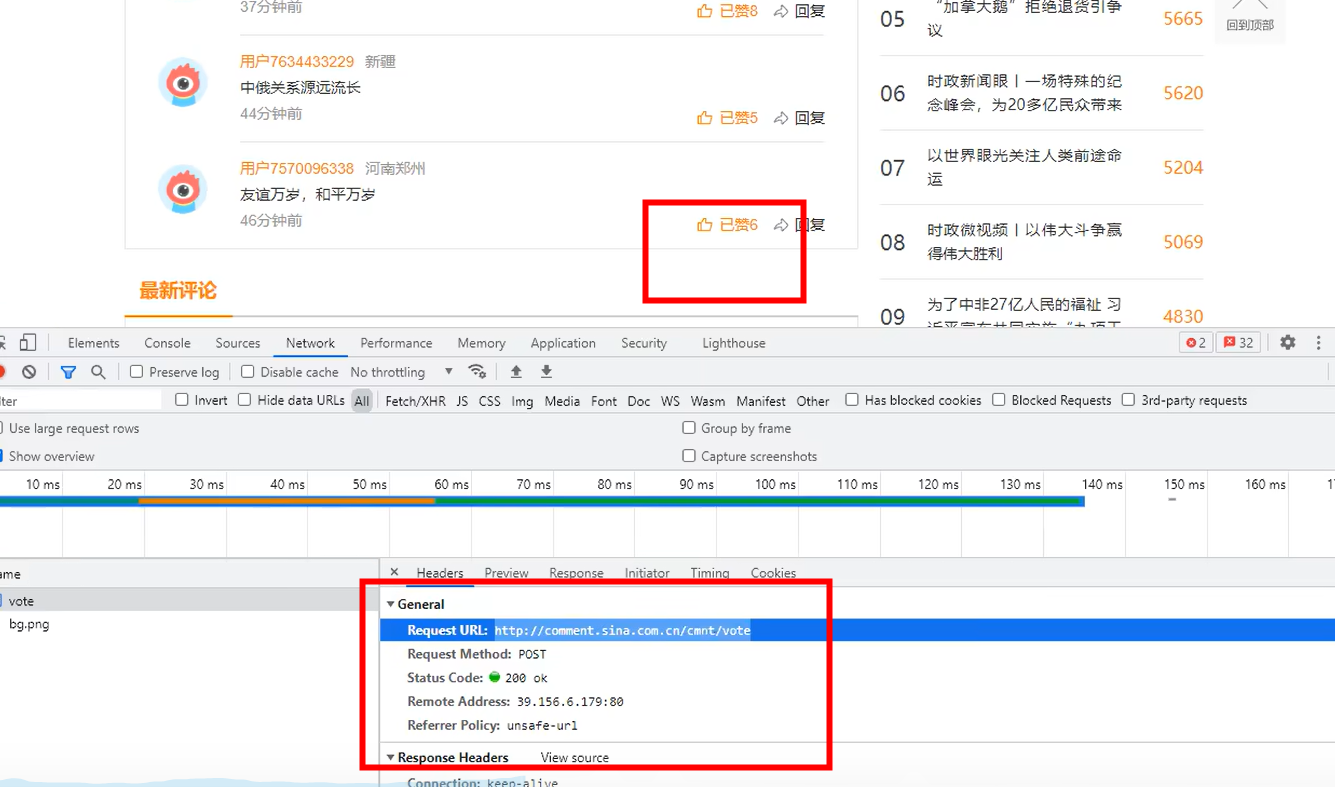 37分钟前
已赞8 回复
用户7634433229 新疆
中俄关系源远流长
44分钟前
已赞5 回复
用户7570096338 河南郑州
友谊万岁，和平万岁
46分钟前
已赞6 回复
最新评论
05 “加拿大鹅”拒绝退货引争议 5665
06 时政新闻眼丨一场特殊的纪念峰会，为20多亿民众带来 5620
07 以世界眼光关注人类前途命运 5204
08 时政微视频丨以伟大斗争赢得伟大胜利 5069
09 为了中非27亿人民的福祉 习 4830
回到顶部
Elements Console Sources Network Performance Memory Application Security Lighthouse 2 32
Preserve log Disable cache No throttling
lter Invert Hide data URLs All Fetch/XHR JS CSS Img Media Font Doc WS Wasm Manifest Other Has blocked cookies Blocked Requests 3rd-party requests
Use large request rows Group by frame
Show overview Capture screenshots
10 ms 20 ms 30 ms 40 ms 50 ms 60 ms 70 ms 80 ms 90 ms 100 ms 110 ms 120 ms 130 ms 140 ms 150 ms 160 ms
ame
vote
bg.png
Headers Preview Response Initiator Timing Cookies
General
Request URL: http://comment.sina.com.cn/cmnt/vote
Request Method: POST
Status Code: 200 ok
Remote Address: 39.156.6.179:80
Referrer Policy: unsafe-url
Response Headers View source
Connection: keep-alive